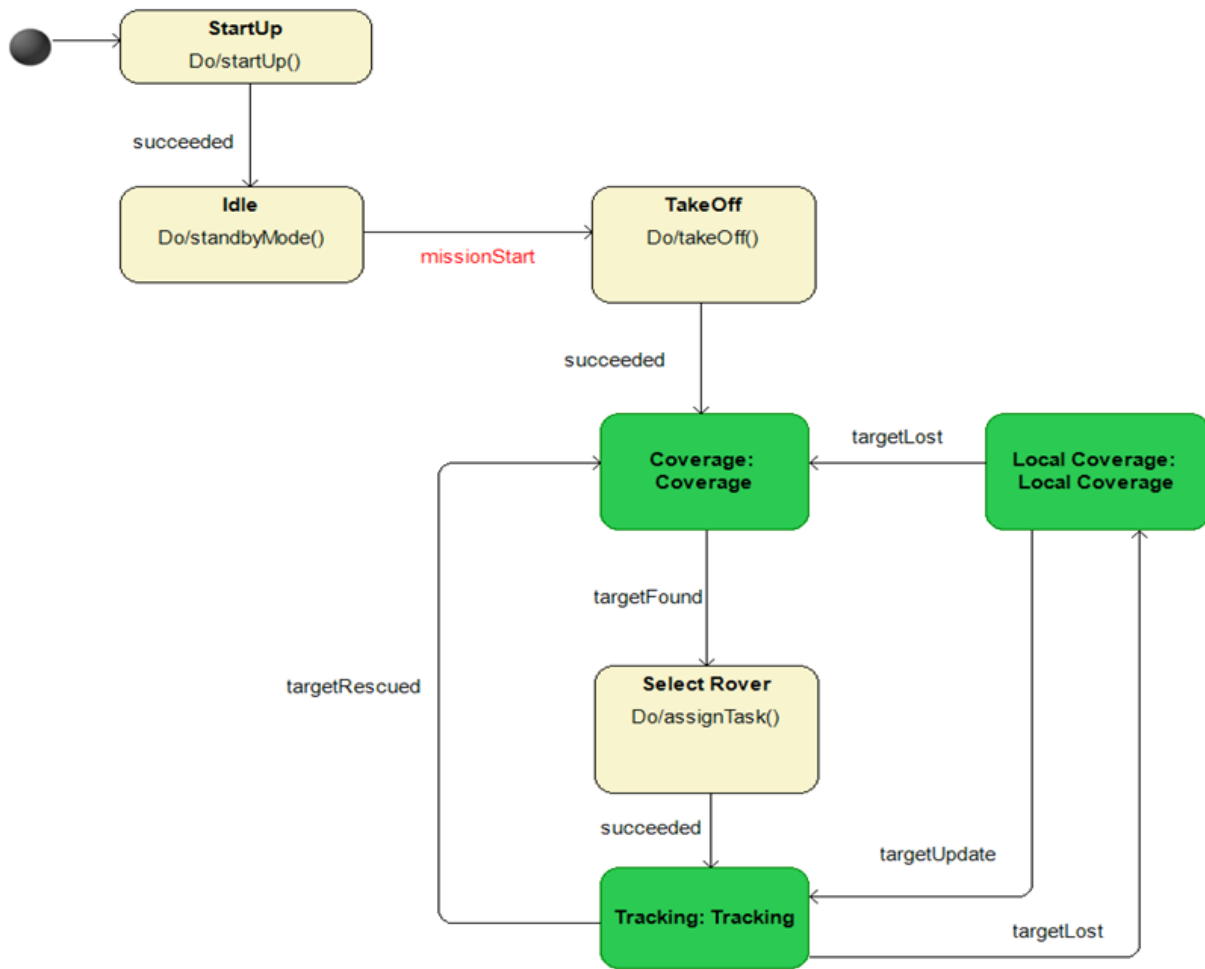 StartUp
Do/startUp()
succeeded
Idle
Do/standbyMode()
missionStart
TakeOff
Do/takeOff()
succeeded
Coverage:
Coverage
targetLost
Local Coverage:
Local Coverage
targetFound
targetRescued
Select Rover
Do/assignTask()
succeeded
targetUpdate
Tracking: Tracking
targetLost